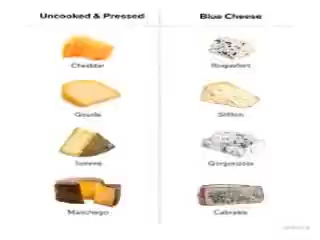 Uncooked & Pressed
Cheddar
Gouda
Manchego
Blue Cheese
Roquefort
Stilton
Gorgonzola
Cabrales